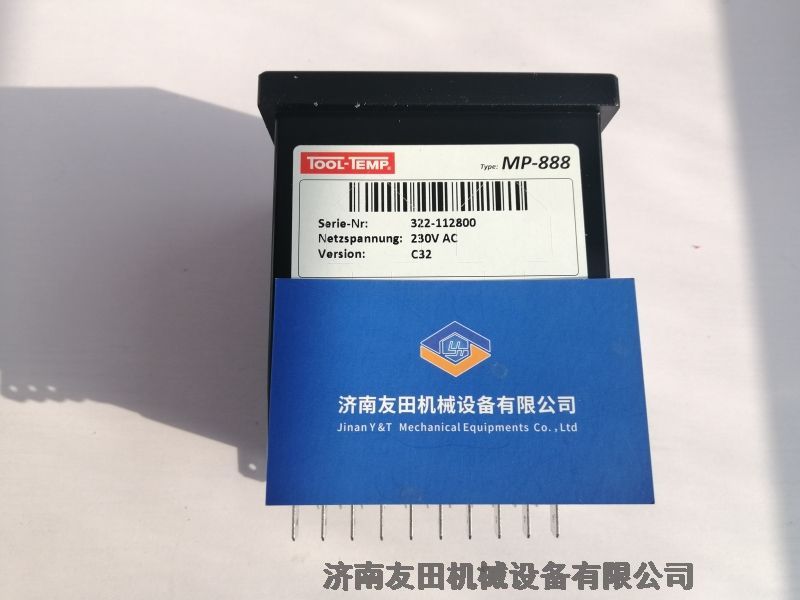 TOOL-TEMP®
Type: MP-888
Serie-Nr: 322-112800
Netzspannung: 230V AC
Version: C32
济南友田机械设备有限公司
Jinan Y&T Mechanical Equipments Co.,Ltd
济南友田机械设备有限公司